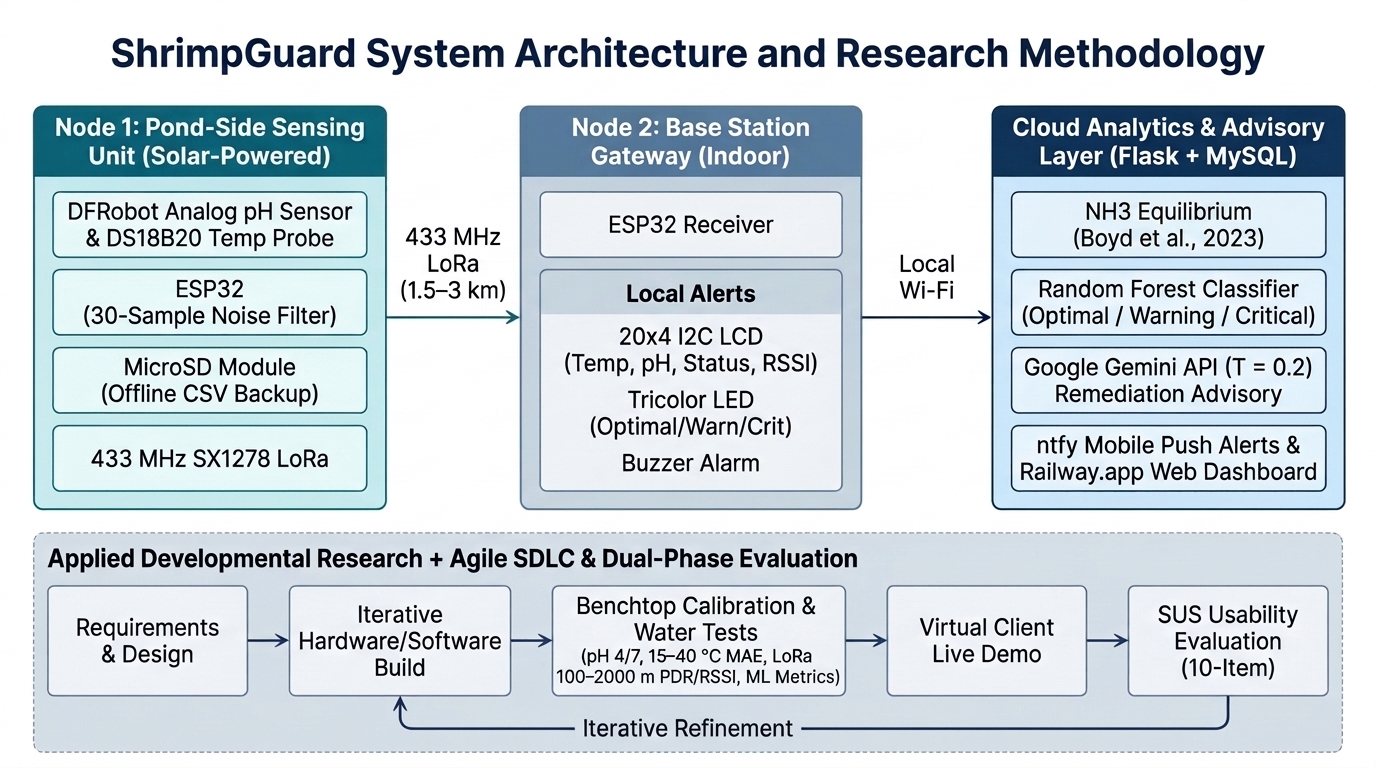 ShrimpGuard System Architecture and Research Methodology
Node 1: Pond-Side Sensing
Unit (Solar-Powered)
DFRobot Analog pH Sensor
& DS18B20 Temp Probe
ESP32
(30-Sample Noise Filter)
MicroSD Module
(Offline CSV Backup)
433 MHz SX1278 LoRa
433 MHz
LoRa
(1.5–3 km)
Node 2: Base Station
Gateway (Indoor)
ESP32 Receiver
Local Alerts
20x4 I2C LCD
(Temp, pH, Status, RSSI)
Tricolor LED
(Optimal/Warn/Crit)
Buzzer Alarm
Local
Wi-Fi
Cloud Analytics & Advisory
Layer (Flask + MySQL)
NH3 Equilibrium
(Boyd et al., 2023)
Random Forest Classifier
(Optimal / Warning / Critical)
Google Gemini API (T = 0.2)
Remediation Advisory
ntfy Mobile Push Alerts &
Railway.app Web Dashboard
Applied Developmental Research + Agile SDLC & Dual-Phase Evaluation
Requirements
& Design
Iterative
Hardware/Software
Build
Benchtop Calibration &
Water Tests
(pH 4/7, 15–40 °C MAE, LoRa
100–2000 m PDR/RSSI, ML Metrics)
Virtual Client
Live Demo
SUS Usability
Evaluation
(10-Item)
Iterative Refinement